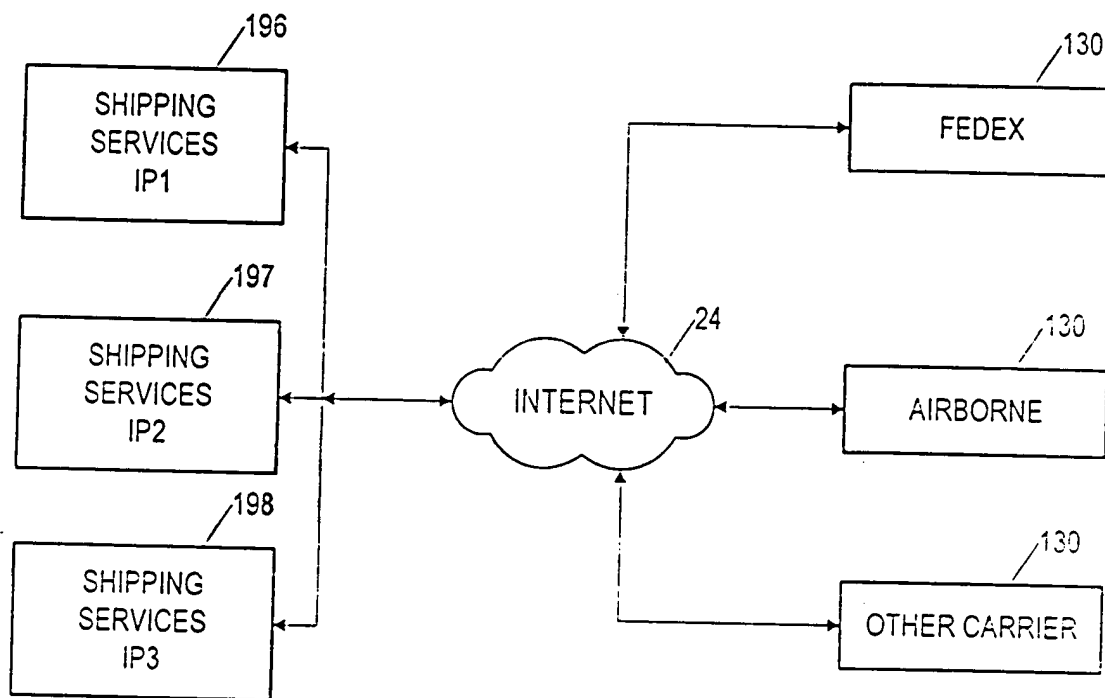 196
SHIPPING
SERVICES
IP1
197
SHIPPING
SERVICES
IP2
198
SHIPPING
SERVICES
IP3
24
INTERNET
130
FEDEX
130
AIRBORNE
130
OTHER CARRIER